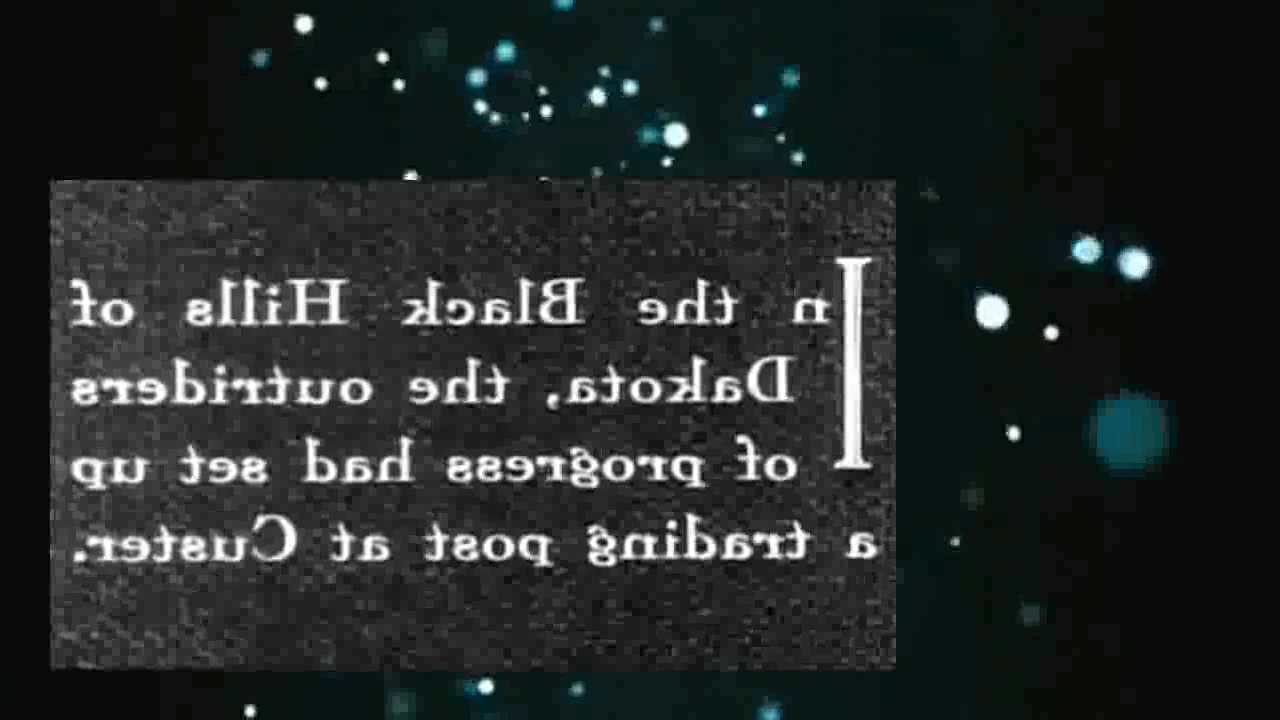 In the Black Hills of
Dakota, the outriders
of progress had set up
a trading post at Custer.